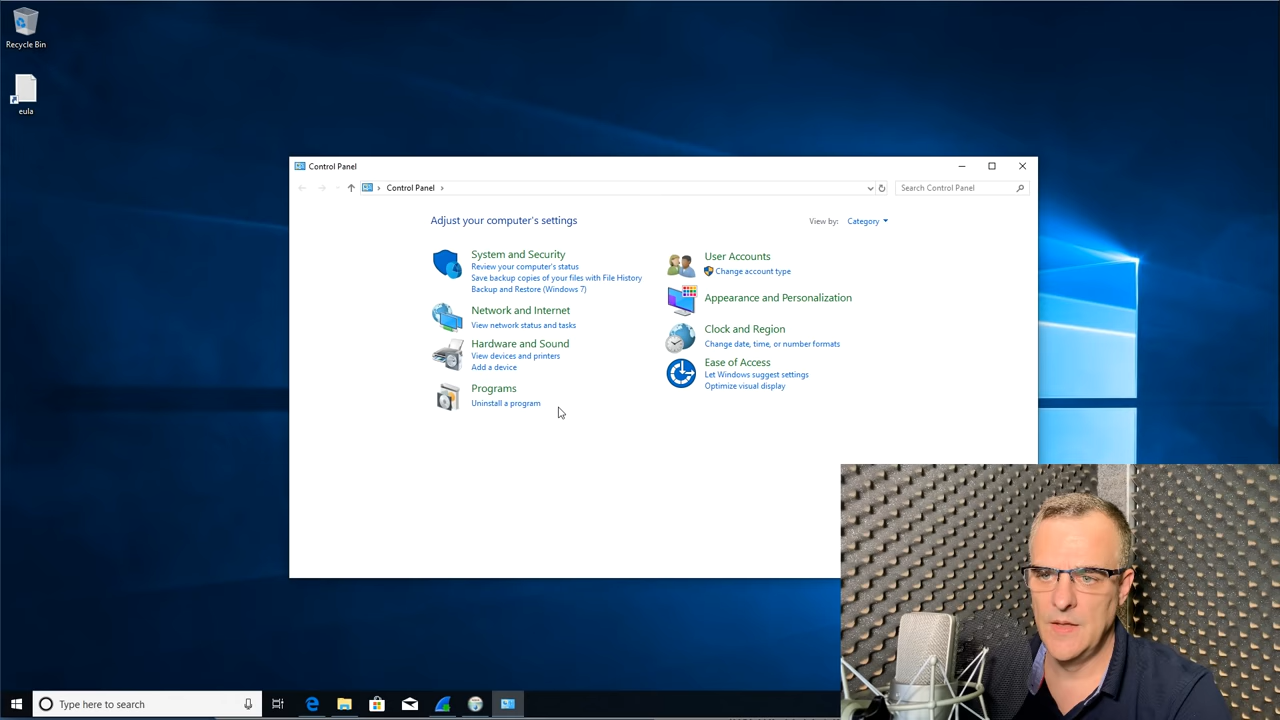 Recycle Bin
eula
Control Panel
Control Panel
Search Control Panel
Adjust your computer's settings
View by: Category
System and Security
Review your computer's status
Save backup copies of your files with File History
Backup and Restore (Windows 7)
Network and Internet
View network status and tasks
Hardware and Sound
View devices and printers
Add a device
Programs
Uninstall a program
User Accounts
Change account type
Appearance and Personalization
Clock and Region
Change date, time, or number formats
Ease of Access
Let Windows suggest settings
Optimize visual display
Type here to search